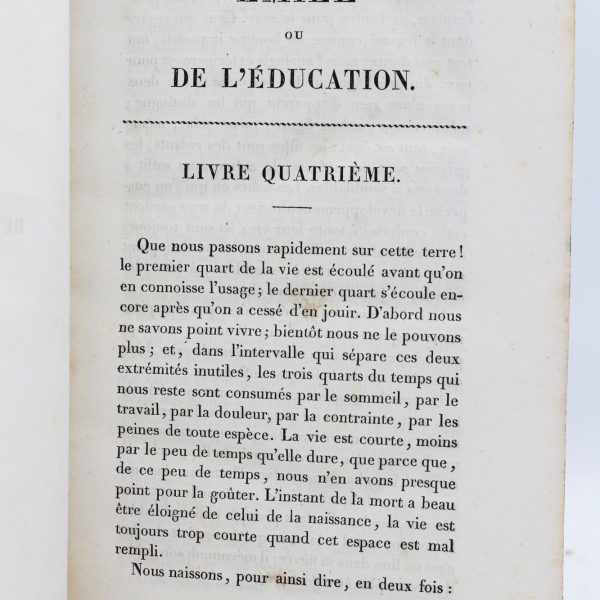 ÉMILE
OU
DE L'ÉDUCATION.
LIVRE QUATRIÈME.
Que nous passons rapidement sur cette terre!
le premier quart de la vie est écoulé avant qu'on
en connoisse l'usage; le dernier quart s'écoule en-
core après qu'on a cessé d'en jouir. D'abord nous
ne savons point vivre; bientôt nous ne le pouvons
plus; et, dans l'intervalle qui sépare ces deux
extrémités inutiles, les trois quarts du temps qui
nous reste sont consumés par le sommeil, par le
travail, par la douleur, par la contrainte, par les
peines de toute espèce. La vie est courte, moins
par le peu de temps qu'elle dure, que parce que,
de ce peu de temps, nous n'en avons presque
point pour la goûter. L'instant de la mort a beau
être éloigné de celui de la naissance, la vie est
toujours trop courte quand cet espace est mal
rempli.
Nous naissons, pour ainsi dire, en deux fois: